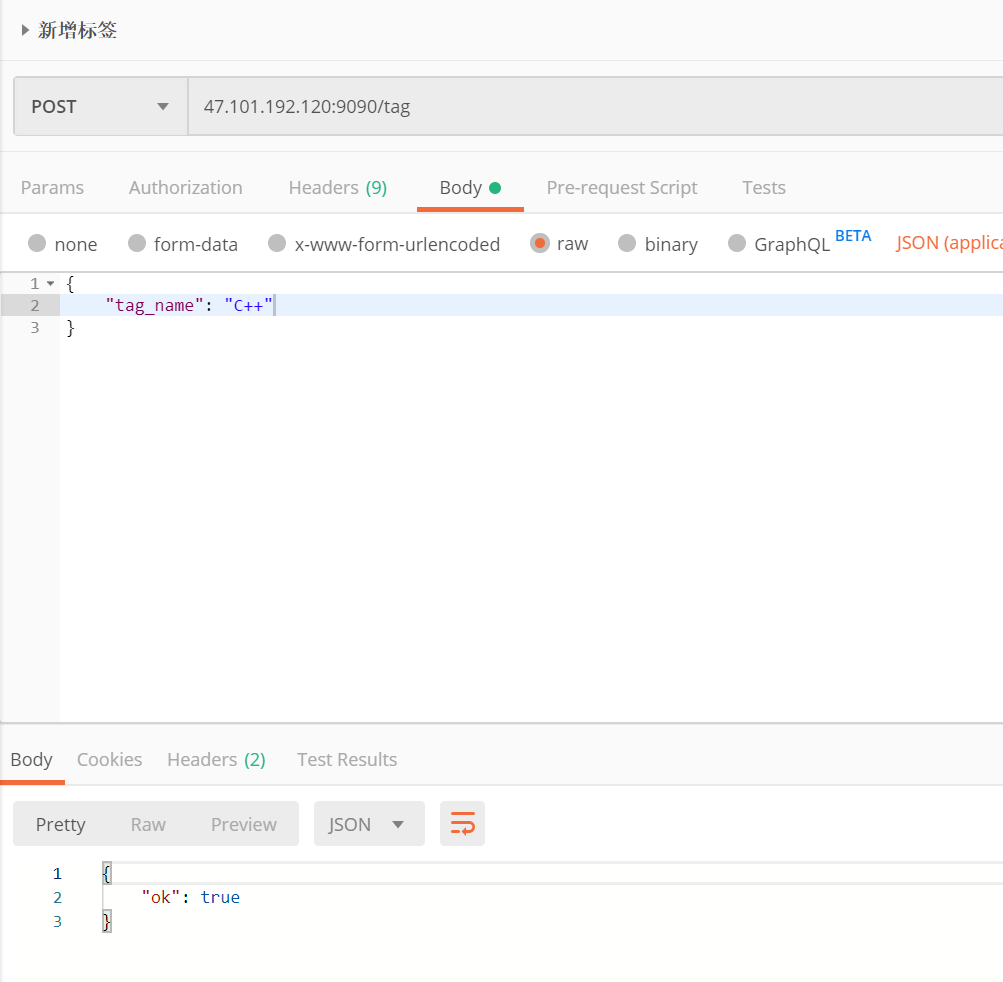 新增标签
POST 47.101.192.120:9090/tag
Params Authorization Headers (9) Body Pre-request Script Tests
none form-data x-www-form-urlencoded raw binary GraphQL BETA JSON (applica
1 {
2 "tag_name": "C++"
3 }
Body Cookies Headers (2) Test Results
Pretty Raw Preview JSON
1 {
2 "ok": true
3 }